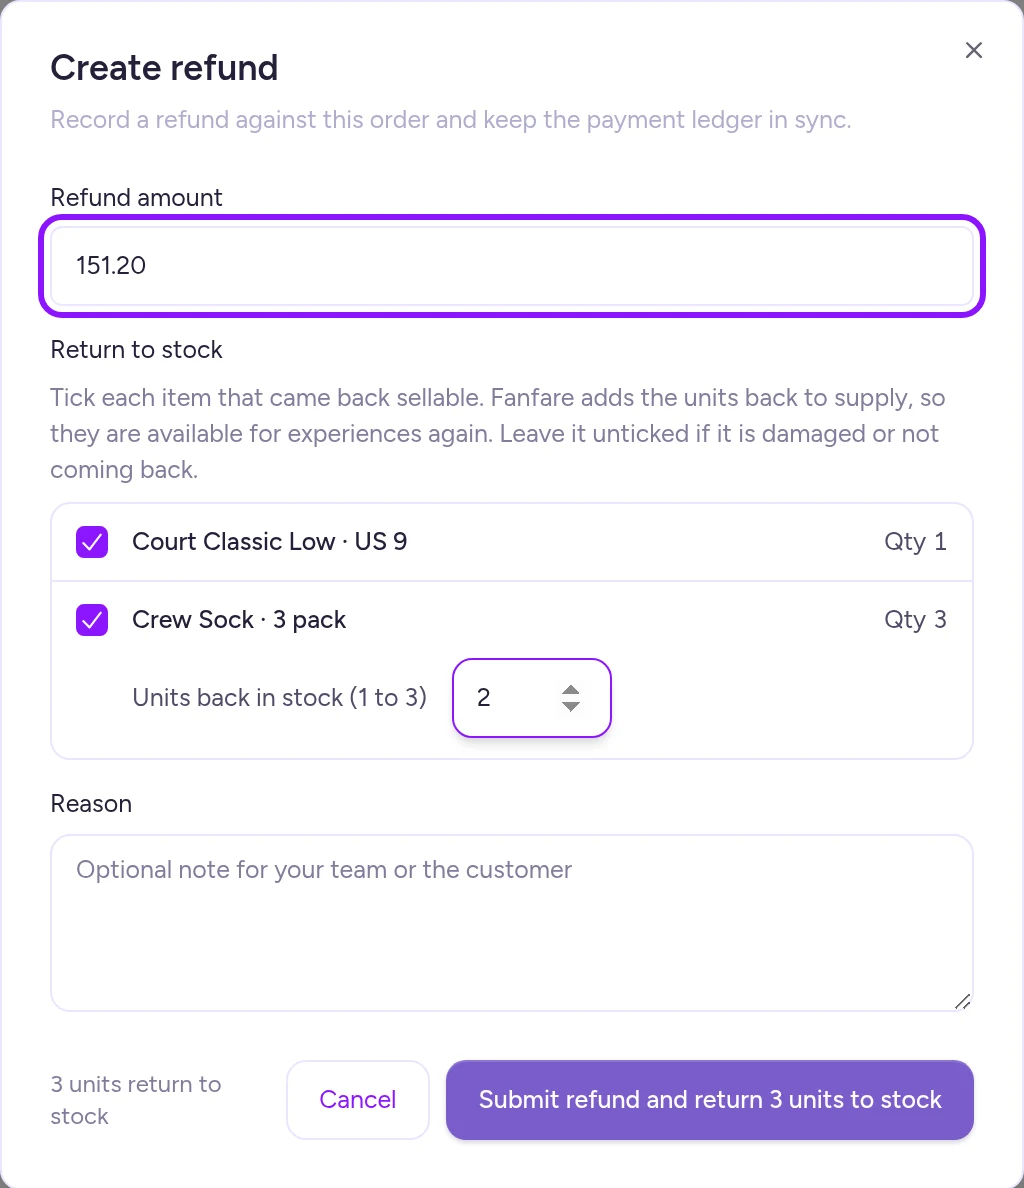 Create refund
Record a refund against this order and keep the payment ledger in sync.
Refund amount
151.20
Return to stock
Tick each item that came back sellable. Fanfare adds the units back to supply, so
they are available for experiences again. Leave it unticked if it is damaged or not
coming back.
Court Classic Low · US 9 Qty 1
Crew Sock · 3 pack Qty 3
Units back in stock (1 to 3) 2
Reason
Optional note for your team or the customer
3 units return to
stock
Cancel
Submit refund and return 3 units to stock